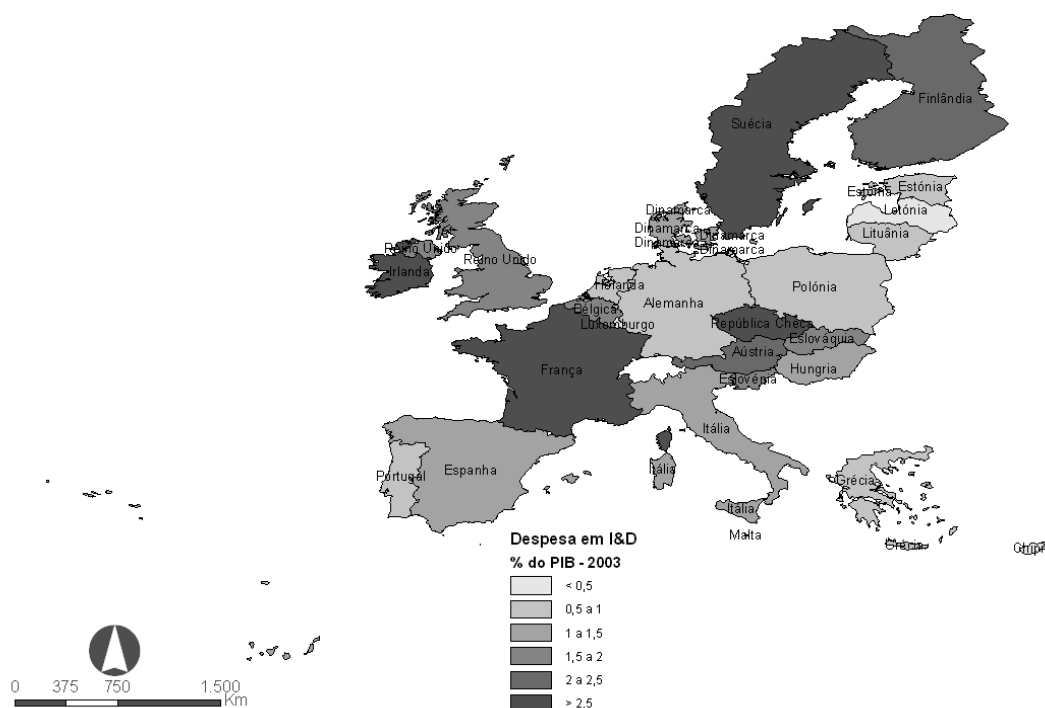 Finlândia
Suécia
Estónia
Estónia
Letónia
Lituânia
Dinamarca
Dinamarca
Dinamarca
Dinamarca
Dinamarca
Reino Unido
Reino Unido
Irlanda
Holanda
Alemanha
Polónia
Bélgica
Luxemburgo
República Checa
Eslováquia
Aústria
Hungria
Eslovénia
França
Itália
Espanha
Portugal
Itália
Itália
Malta
Grécia
Grécia
Despesa em I&D
% do PIB - 2003
< 0,5
0,5 a 1
1 a 1,5
1,5 a 2
2 a 2,5
> 2,5
0 375 750 1.500
Km